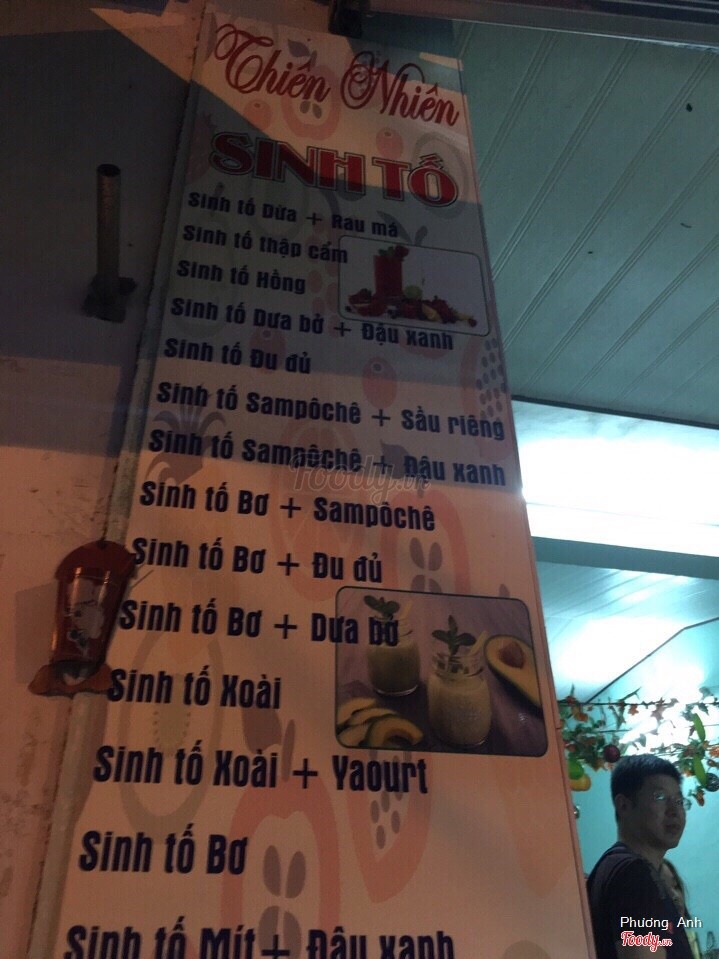 Thiên Nhiên
SINH TỐ
Sinh tố Dừa + Rau má
Sinh tố thập cẩm
Sinh tố Hồng
Sinh tố Dưa bở + Đậu xanh
Sinh tố Đu đủ
Sinh tố Sampôchê + Sầu riêng
Sinh tố Sampôchê + Đậu xanh
Sinh tố Bơ + Sampôchê
Sinh tố Bơ + Đu đủ
Sinh tố Bơ + Dưa bở
Sinh tố Xoài
Sinh tố Xoài + Yaourt
Sinh tố Bơ
Sinh tố Mít+ Đậu xanh
Foody.vn
Phương Anh
Foody.vn